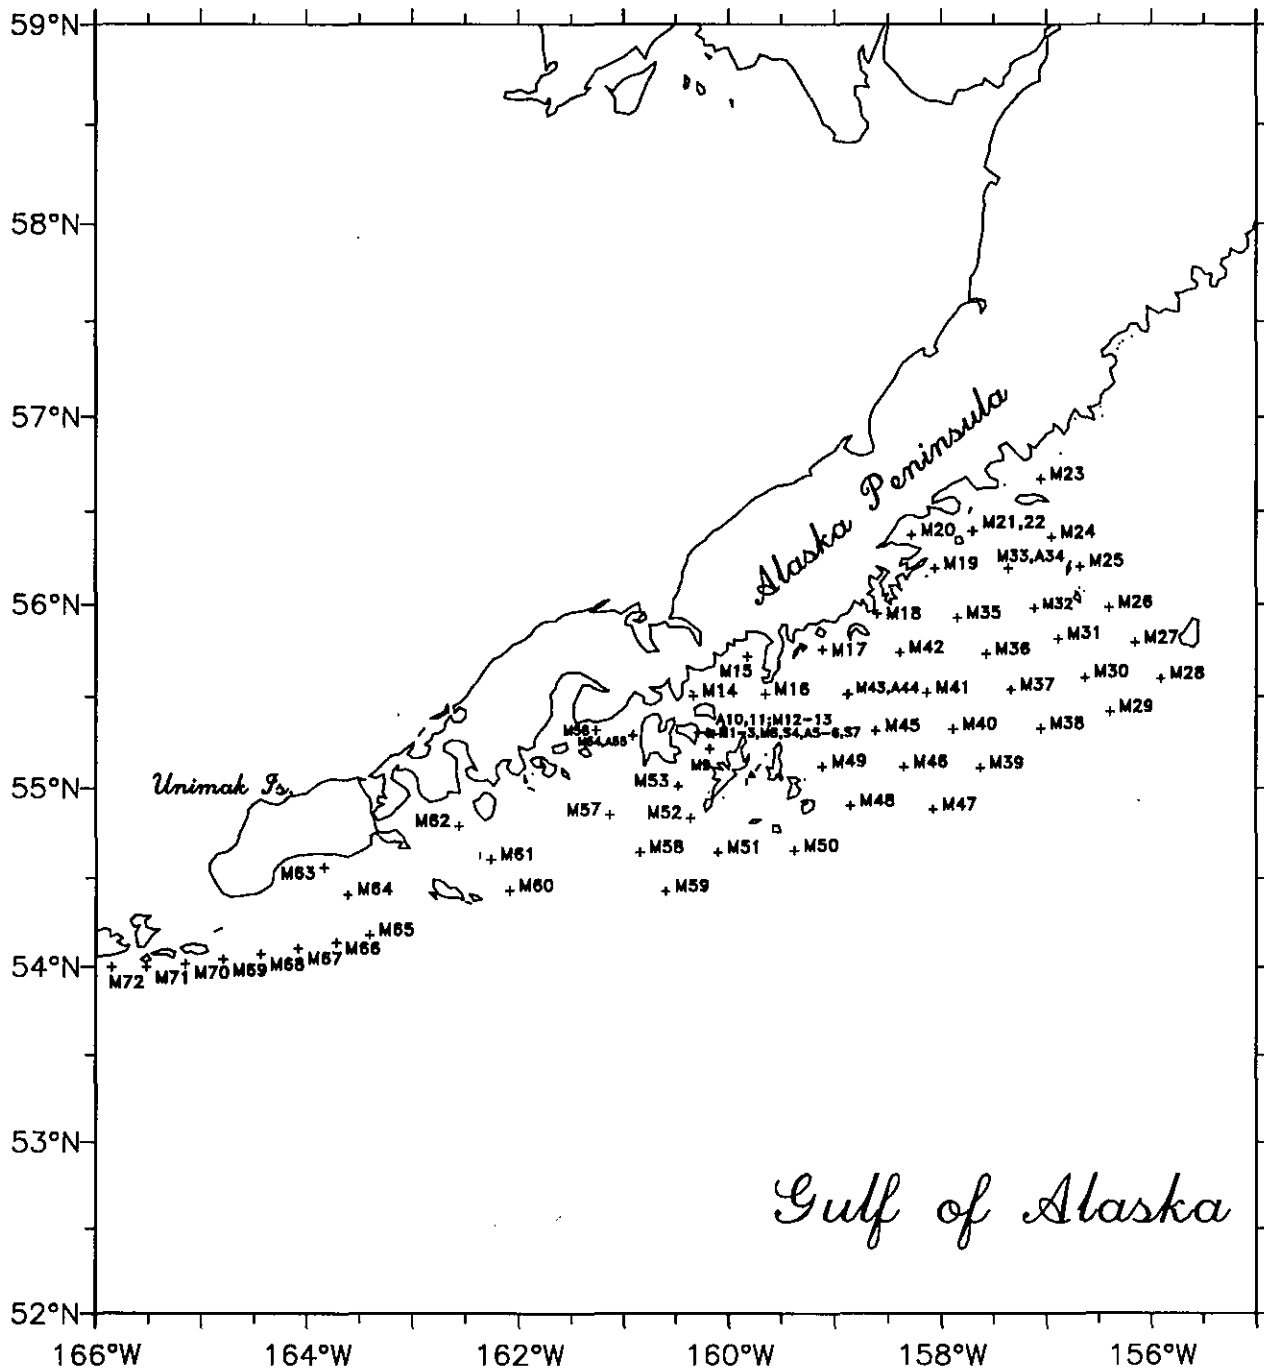 59°N
58°N
57°N
56°N
55°N
54°N
53°N
52°N
166°W 164°W 162°W 160°W 158°W 156°W
Alaska Peninsula
Unimak Is.
Gulf of Alaska
M23
M20 M21,22 M24
M19 M33,A34 M25
M18 M35 M32 M26
M17 M42 M36 M31 M27
M15
M14 M16 M43,A44 M41 M37 M30 M28
M29
A10,11;M12-13
M45 M40 M38
M9
M53 M49 M46 M39
M62 M57 M52 M48 M47
M61 M58 M51 M50
M63 M64 M60 M59
M65
M66
M67
M68
M69
M70
M71
M72